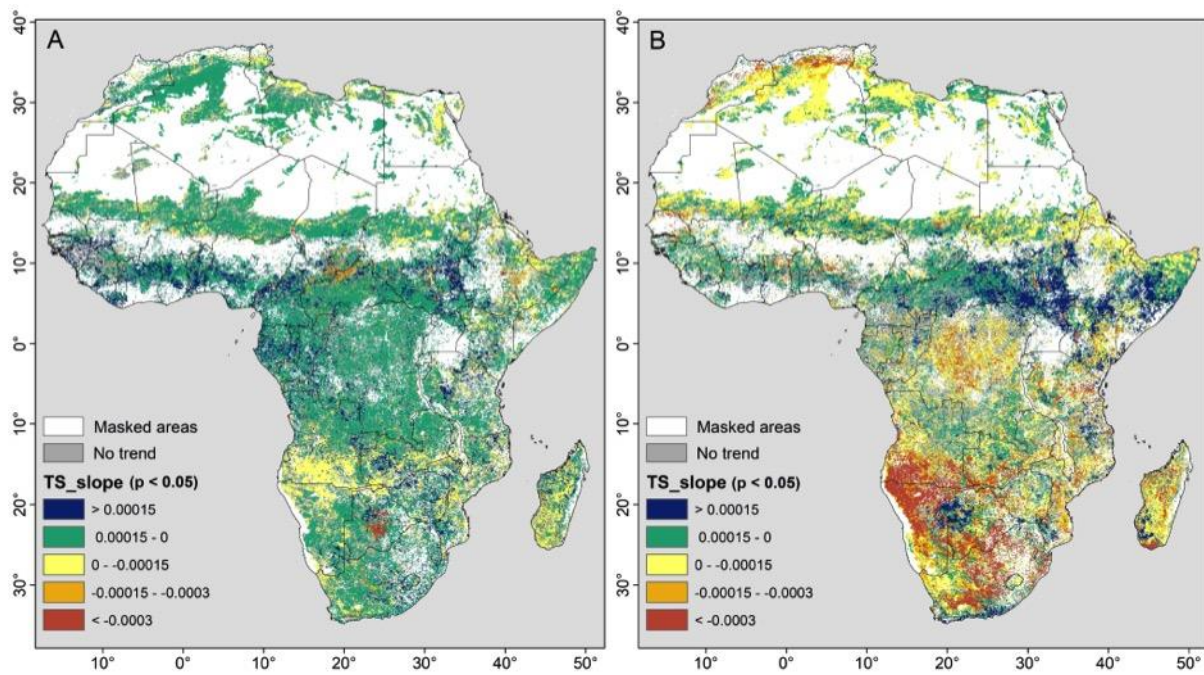 A
40°
30°
20°
10°
0°
10°
20°
30°
Masked areas
No trend
TS_slope (p < 0.05)
> 0.00015
0.00015 - 0
0 - -0.00015
-0.00015 - -0.0003
< -0.0003
10° 0° 10° 20° 30° 40° 50°
B
40°
30°
20°
10°
0°
10°
20°
30°
Masked areas
No trend
TS_slope (p < 0.05)
> 0.00015
0.00015 - 0
0 - -0.00015
-0.00015 - -0.0003
< -0.0003
10° 0° 10° 20° 30° 40° 50°